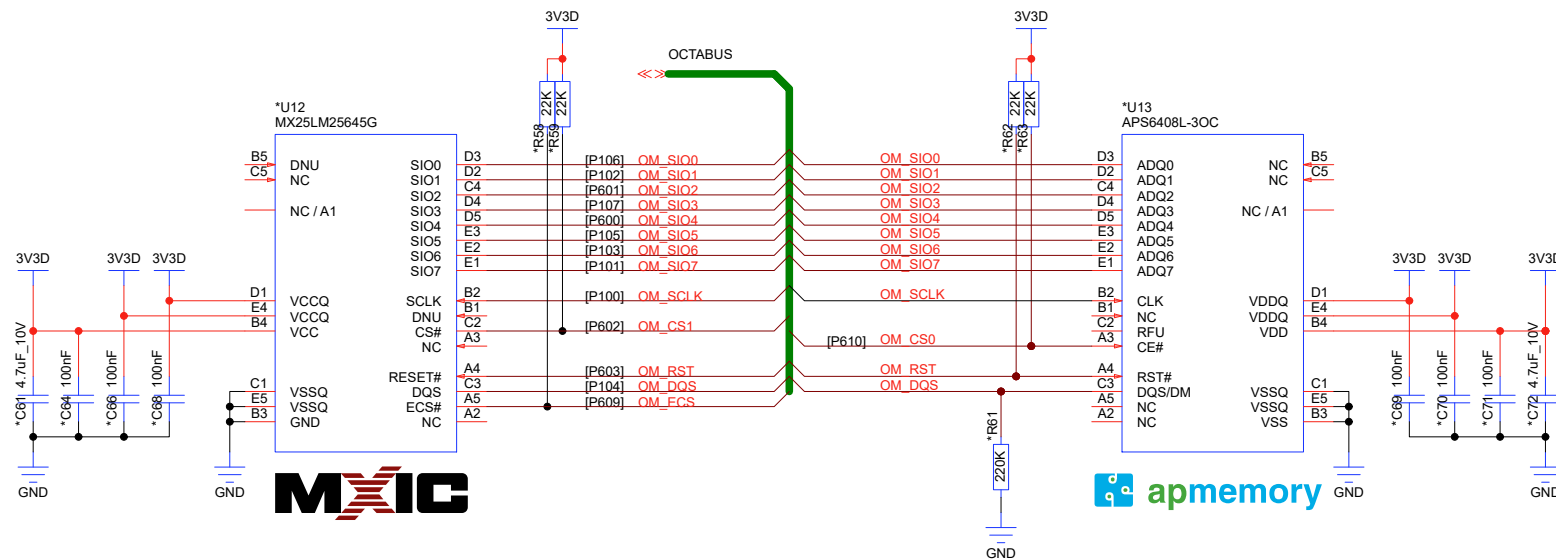 3V3D
3V3D
OCTABUS
22K
22K
22K
22K
*R58
*R59
*R62
*R63
*U12
MX25LM25645G
*U13
APS6408L-3OC
B5 DNU SIO0 D3 [P106] OM_SIO0 OM_SIO0 D3 ADQ0 NC B5
C5 NC SIO1 D2 [P102] OM_SIO1 OM_SIO1 D2 ADQ1 NC C5
SIO2 C4 [P601] OM_SIO2 OM_SIO2 C4 ADQ2
NC / A1 SIO3 D4 [P107] OM_SIO3 OM_SIO3 D4 ADQ3 NC / A1
SIO4 D5 [P600] OM_SIO4 OM_SIO4 D5 ADQ4
SIO5 E3 [P105] OM_SIO5 OM_SIO5 E3 ADQ5
SIO6 E2 [P103] OM_SIO6 OM_SIO6 E2 ADQ6
SIO7 E1 [P101] OM_SIO7 OM_SIO7 E1 ADQ7
3V3D 3V3D 3V3D 3V3D 3V3D 3V3D
D1 VCCQ SCLK B2 [P100] OM_SCLK OM_SCLK B2 CLK VDDQ D1
E4 VCCQ DNU B1 B1 NC VDDQ E4
B4 VCC CS# C2 [P602] OM_CS1 C2 RFU VDD B4
NC A3 [P610] OM_CS0 A3 CE#
RESET# A4 [P603] OM_RST OM_RST A4 RST#
C1 VSSQ DQS C3 [P104] OM_DQS OM_DQS C3 DQS/DM VSSQ C1
E5 VSSQ ECS# A5 [P609] OM_ECS A5 NC VSSQ E5
B3 GND NC A2 A2 NC VSS B3
*C61 4.7uF_10V
*C64 100nF
*C66 100nF
*C68 100nF
*C69 100nF
*C70 100nF
*C71 100nF
*C72 4.7uF_10V
*R61
220K
GND GND GND GND
MXIC
apmemory
GND